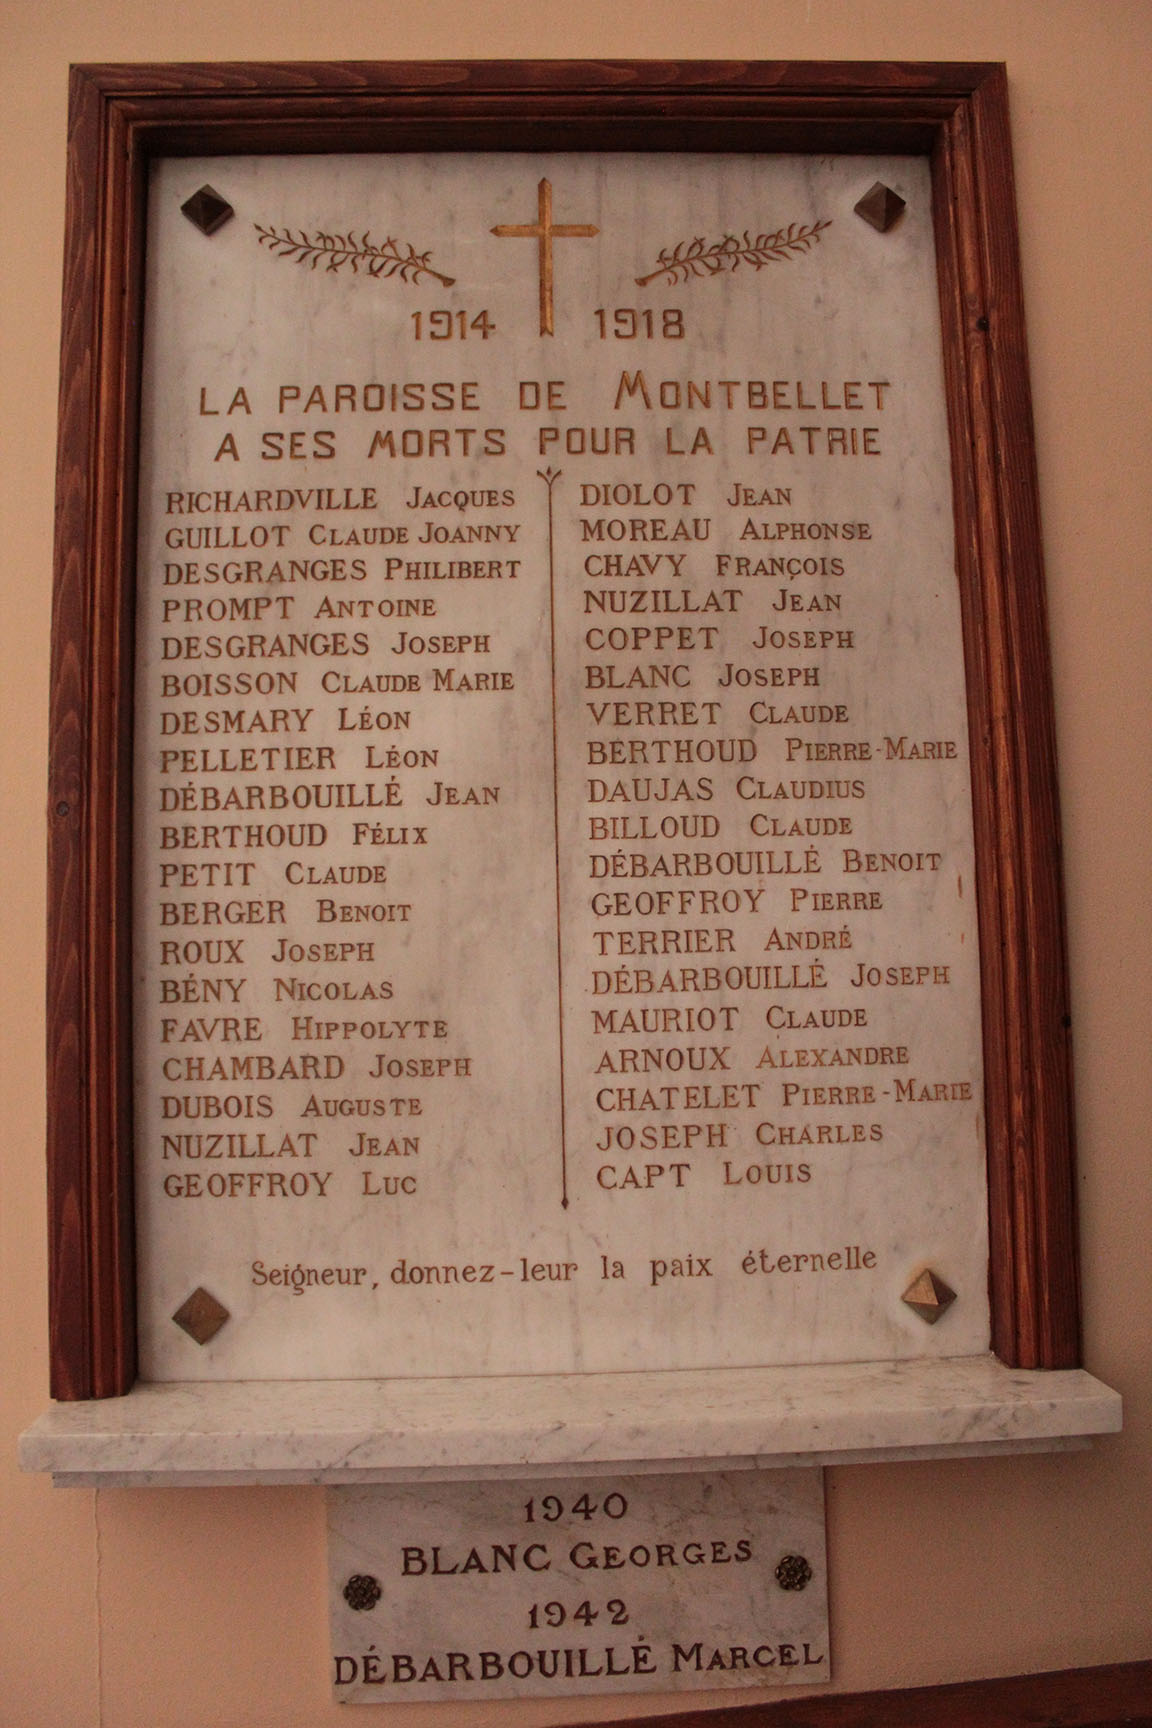 1914 1918
LA PAROISSE DE MONTBELLET
A SES MORTS POUR LA PATRIE
RICHARDVILLE JACQUES
GUILLOT CLAUDE JOANNY
DESGRANGES PHILIBERT
PROMPT ANTOINE
DESGRANGES JOSEPH
BOISSON CLAUDE MARIE
DESMARY LÉON
PELLETIER LÉON
DÉBARBOUILLÉ JEAN
BERTHOUD FÉLIX
PETIT CLAUDE
BERGER BENOIT
ROUX JOSEPH
BÉNY NICOLAS
FAVRE HIPPOLYTE
CHAMBARD JOSEPH
DUBOIS AUGUSTE
NUZILLAT JEAN
GEOFFROY LUC
DIOLOT JEAN
MOREAU ALPHONSE
CHAVY FRANÇOIS
NUZILLAT JEAN
COPPET JOSEPH
BLANC JOSEPH
VERRET CLAUDE
BERTHOUD PIERRE-MARIE
DAUJAS CLAUDIUS
BILLOUD CLAUDE
DÉBARBOUILLÉ BENOIT
GEOFFROY PIERRE
TERRIER ANDRÉ
DÉBARBOUILLÉ JOSEPH
MAURIOT CLAUDE
ARNOUX ALEXANDRE
CHATELET PIERRE-MARIE
JOSEPH CHARLES
CAPT LOUIS
Seigneur, donnez-leur la paix éternelle
1940
BLANC GEORGES
1942
DÉBARBOUILLÉ MARCEL